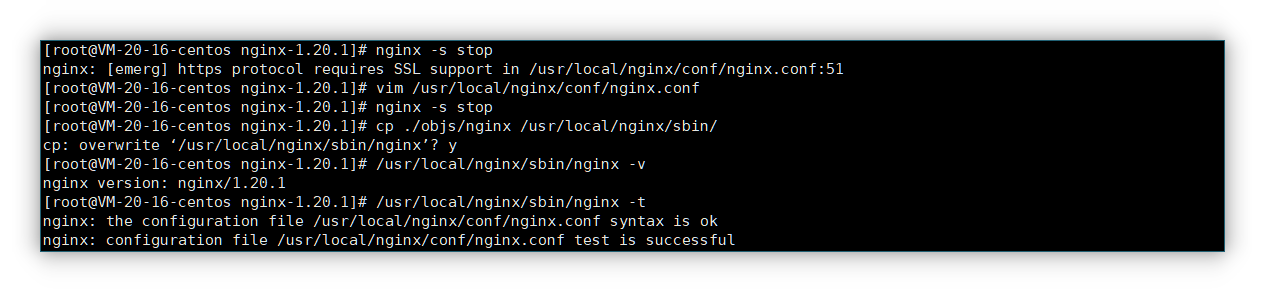 [root@VM-20-16-centos nginx-1.20.1]# nginx -s stop
nginx: [emerg] https protocol requires SSL support in /usr/local/nginx/conf/nginx.conf:51
[root@VM-20-16-centos nginx-1.20.1]# vim /usr/local/nginx/conf/nginx.conf
[root@VM-20-16-centos nginx-1.20.1]# nginx -s stop
[root@VM-20-16-centos nginx-1.20.1]# cp ./objs/nginx /usr/local/nginx/sbin/
cp: overwrite ‘/usr/local/nginx/sbin/nginx’? y
[root@VM-20-16-centos nginx-1.20.1]# /usr/local/nginx/sbin/nginx -v
nginx version: nginx/1.20.1
[root@VM-20-16-centos nginx-1.20.1]# /usr/local/nginx/sbin/nginx -t
nginx: the configuration file /usr/local/nginx/conf/nginx.conf syntax is ok
nginx: configuration file /usr/local/nginx/conf/nginx.conf test is successful